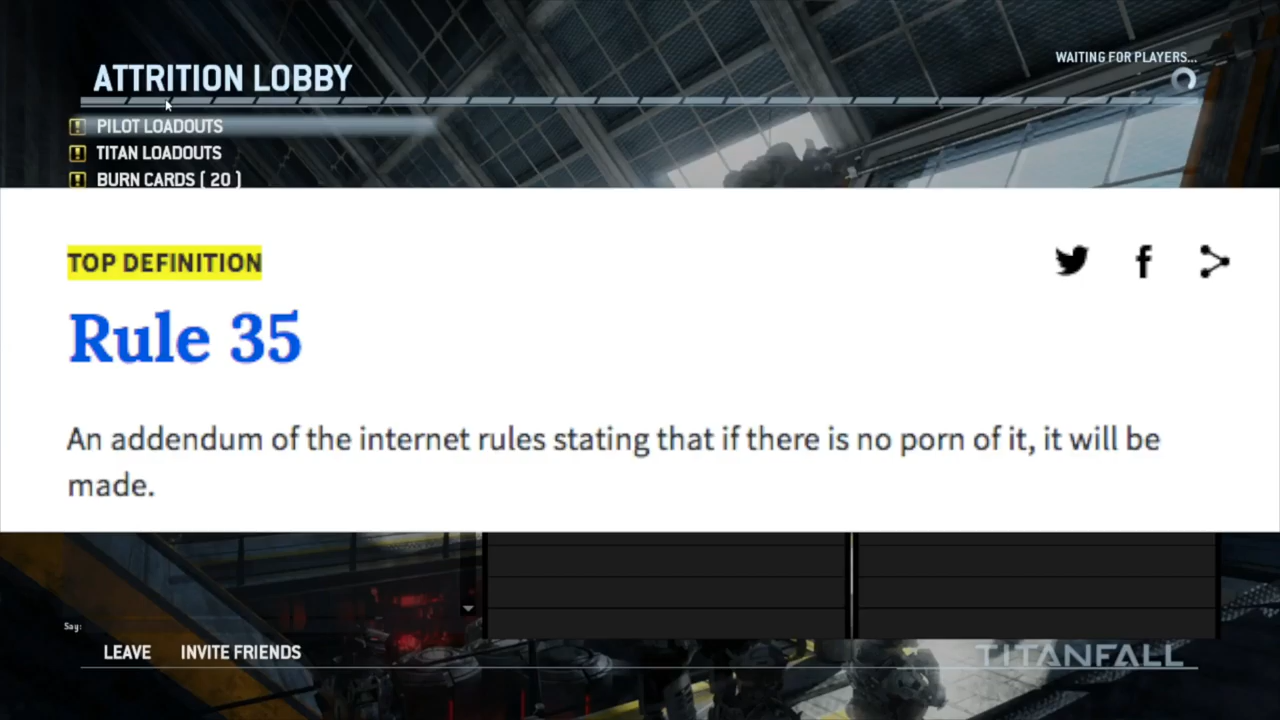 ATTRITION LOBBY
WAITING FOR PLAYERS...
PILOT LOADOUTS
TITAN LOADOUTS
BURN CARDS ( 20 )
TOP DEFINITION
Rule 35
An addendum of the internet rules stating that if there is no porn of it, it will be
made.
Say:
LEAVE INVITE FRIENDS
TITANFALL